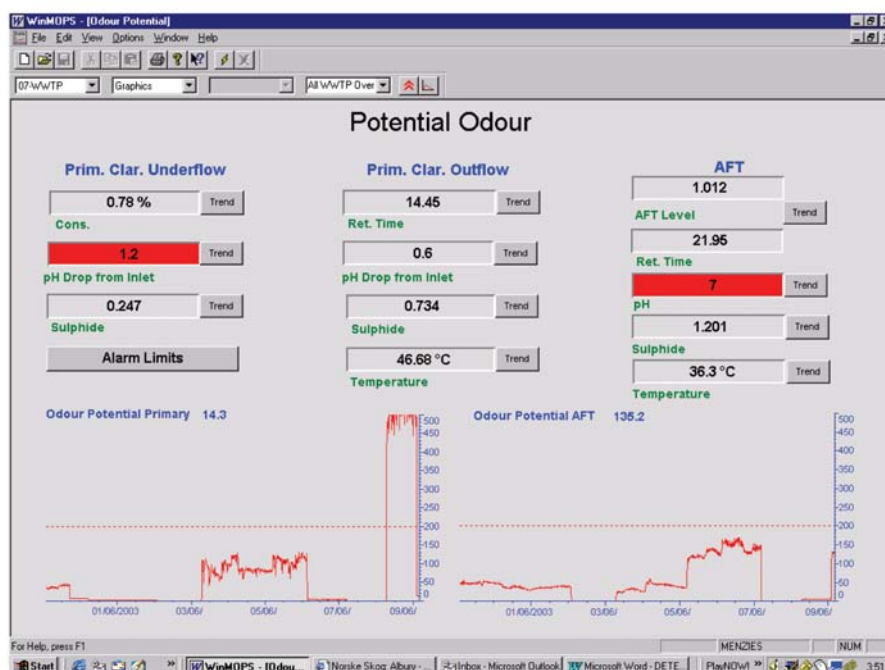 WinMOPS - [Odour Potential]
File Edit View Options Window Help
07-WWTP Graphics All WWTP Over
Potential Odour
Prim. Clar. Underflow
0.78 % Trend
Cons.
1.2 Trend
pH Drop from Inlet
0.247 Trend
Sulphide
Alarm Limits
Prim. Clar. Outflow
14.45 Trend
Ret. Time
0.6 Trend
pH Drop from Inlet
0.734 Trend
Sulphide
46.68 °C Trend
Temperature
AFT
1.012
AFT Level Trend
21.95
Ret. Time
7 Trend
pH
1.201 Trend
Sulphide
36.3 °C Trend
Temperature
Odour Potential Primary 14.3
500
450
400
350
300
250
200
150
100
50
0
01/06/2003 03/06/ 05/06/ 07/06/ 09/06/
Odour Potential AFT 135.2
500
450
400
350
300
250
200
150
100
50
0
01/06/2003 03/06/ 05/06/ 07/06/ 09/06/
For Help, press F1 MENZIES NUM
Start » WinMOPS - [Odou... Norske Skog: Albury - ... Inbox - Microsoft Outlook Microsoft Word - DETE... PlayNOW! »